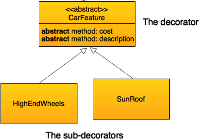 <<abstract>>
CarFeature
The decorator
abstract method: cost
abstract method: description
HighEndWheels
SunRoof
The sub-decorators